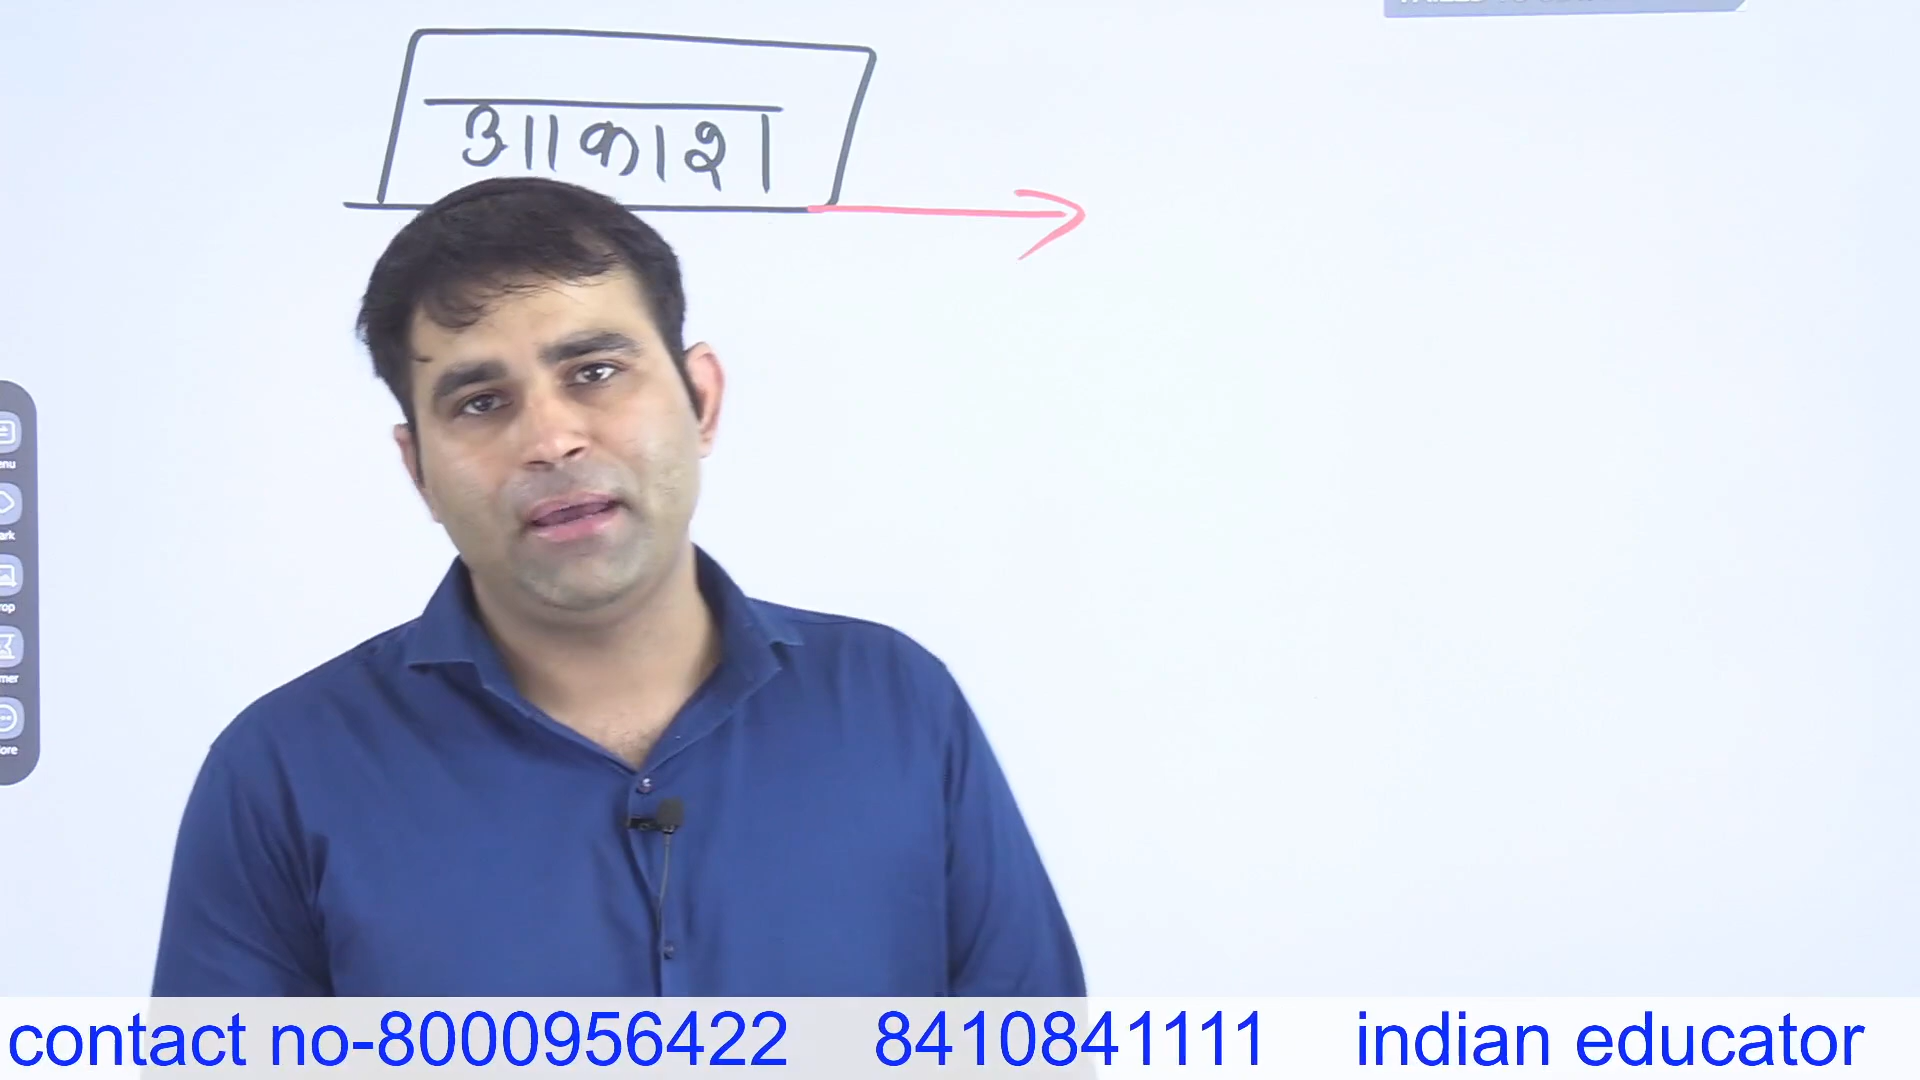 आकाश
contact no-8000956422 8410841111 indian educator